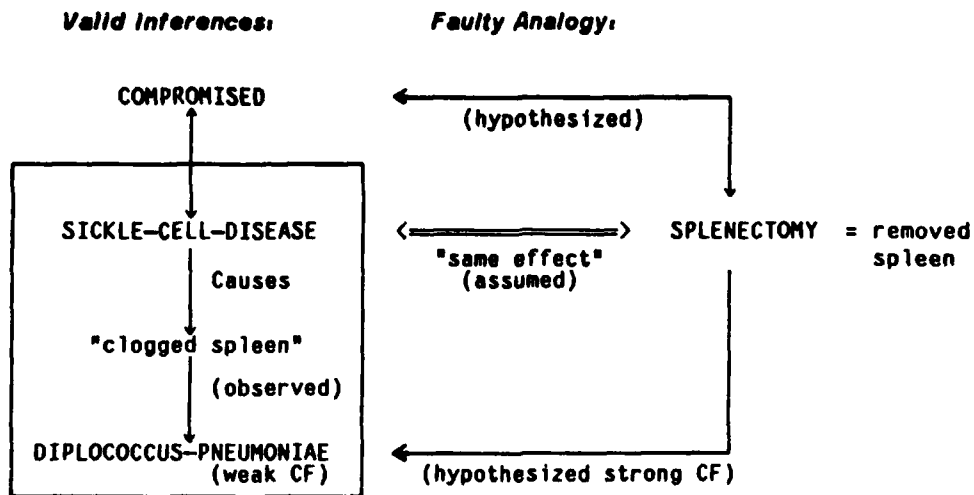 Valid Inferences:
Faulty Analogy:
COMPROMISED
(hypothesized)
SICKLE-CELL-DISEASE
"same effect"
(assumed)
SPLENECTOMY = removed
spleen
Causes
"clogged spleen"
(observed)
DIPLOCOCCUS-PNEUMONIAE
(weak CF)
(hypothesized strong CF)